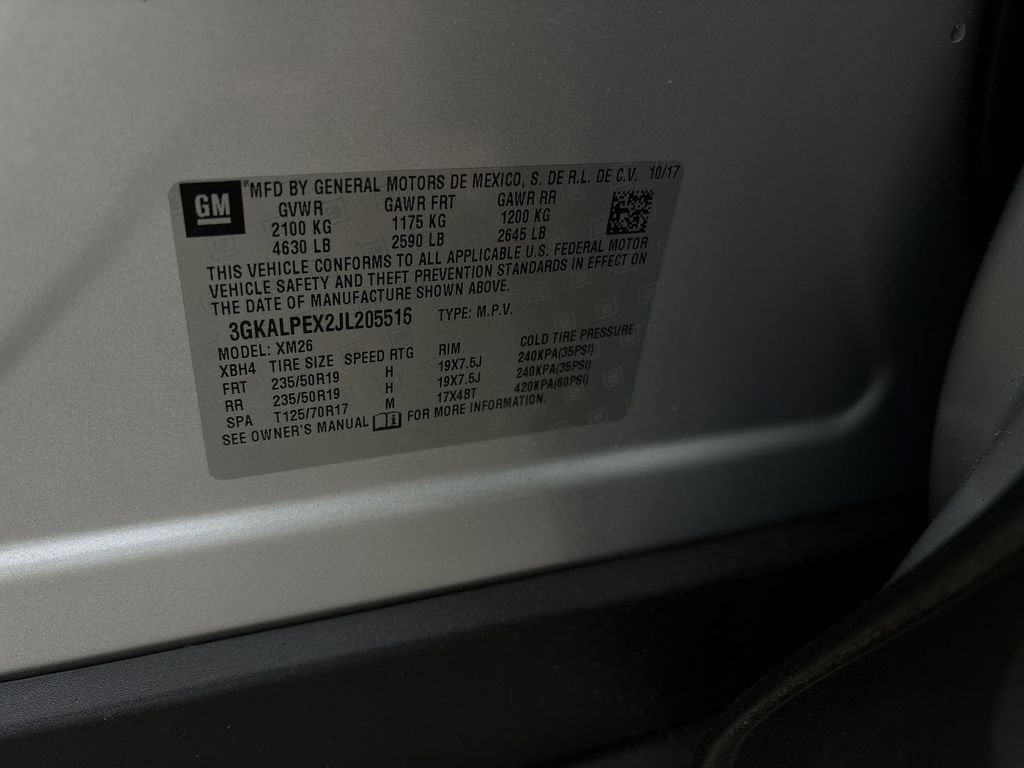 GM
MFD BY GENERAL MOTORS DE MEXICO, S. DE R.L. DE C.V. 10/17
GVWR GAWR FRT GAWR RR
2100 KG 1175 KG 1200 KG
4630 LB 2590 LB 2645 LB
THIS VEHICLE CONFORMS TO ALL APPLICABLE U.S. FEDERAL MOTOR
VEHICLE SAFETY AND THEFT PREVENTION STANDARDS IN EFFECT ON
THE DATE OF MANUFACTURE SHOWN ABOVE.
3GKALPEX2JL205516 TYPE: M.P.V.
MODEL: XM26
XBH4 TIRE SIZE SPEED RTG RIM COLD TIRE PRESSURE
FRT 235/50R19 H 19X7.5J 240KPA(35PSI)
RR 235/50R19 H 19X7.5J 240KPA(35PSI)
SPA T125/70R17 M 17X4BT 420KPA(60PSI)
SEE OWNER'S MANUAL FOR MORE INFORMATION.